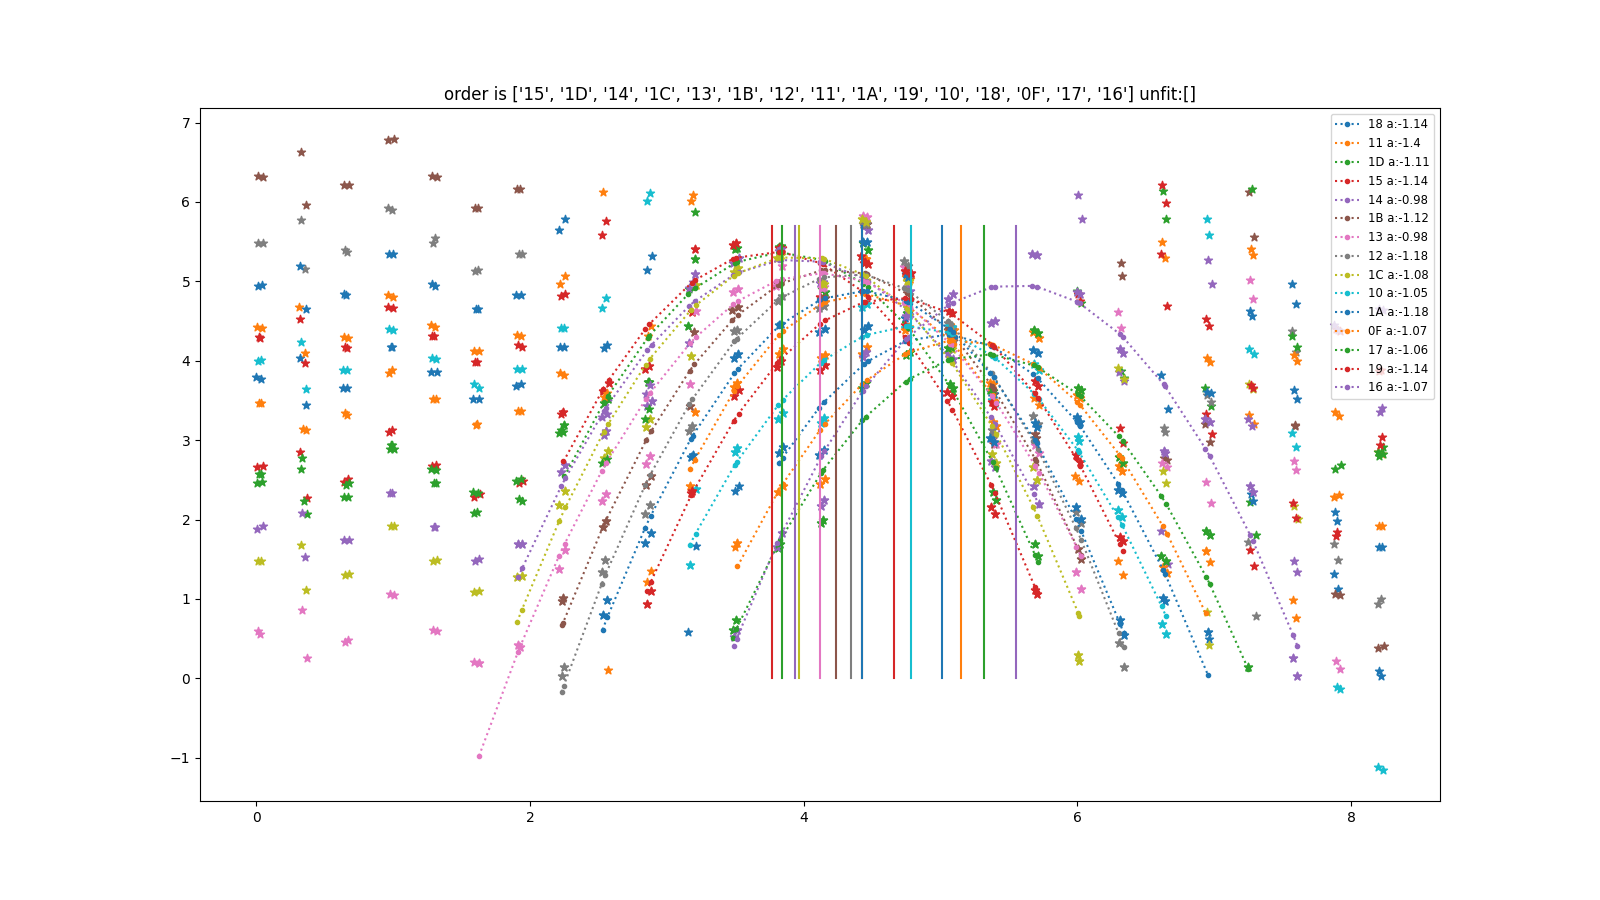 order is ['15', '1D', '14', '1C', '13', '1B', '12', '11', '1A', '19', '10', '18', '0F', '17', '16'] unfit:[]
7
6
5
4
3
2
1
0
−1
0
2
4
6
8
18 a:-1.14
11 a:-1.4
1D a:-1.11
15 a:-1.14
14 a:-0.98
1B a:-1.12
13 a:-0.98
12 a:-1.18
1C a:-1.08
10 a:-1.05
1A a:-1.18
0F a:-1.07
17 a:-1.06
19 a:-1.14
16 a:-1.07